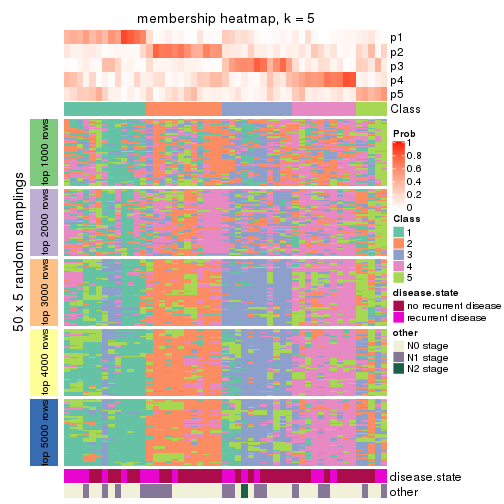 membership heatmap, k = 5
p1
p2
p3
p4
p5
Class
50 x 5 random samplings
top 1000 rows
top 2000 rows
top 3000 rows
top 4000 rows
top 5000 rows
disease.state
other
Prob
1
0.8
0.6
0.4
0.2
0
Class
1
2
3
4
5
disease.state
no recurrent disease
recurrent disease
other
N0 stage
N1 stage
N2 stage